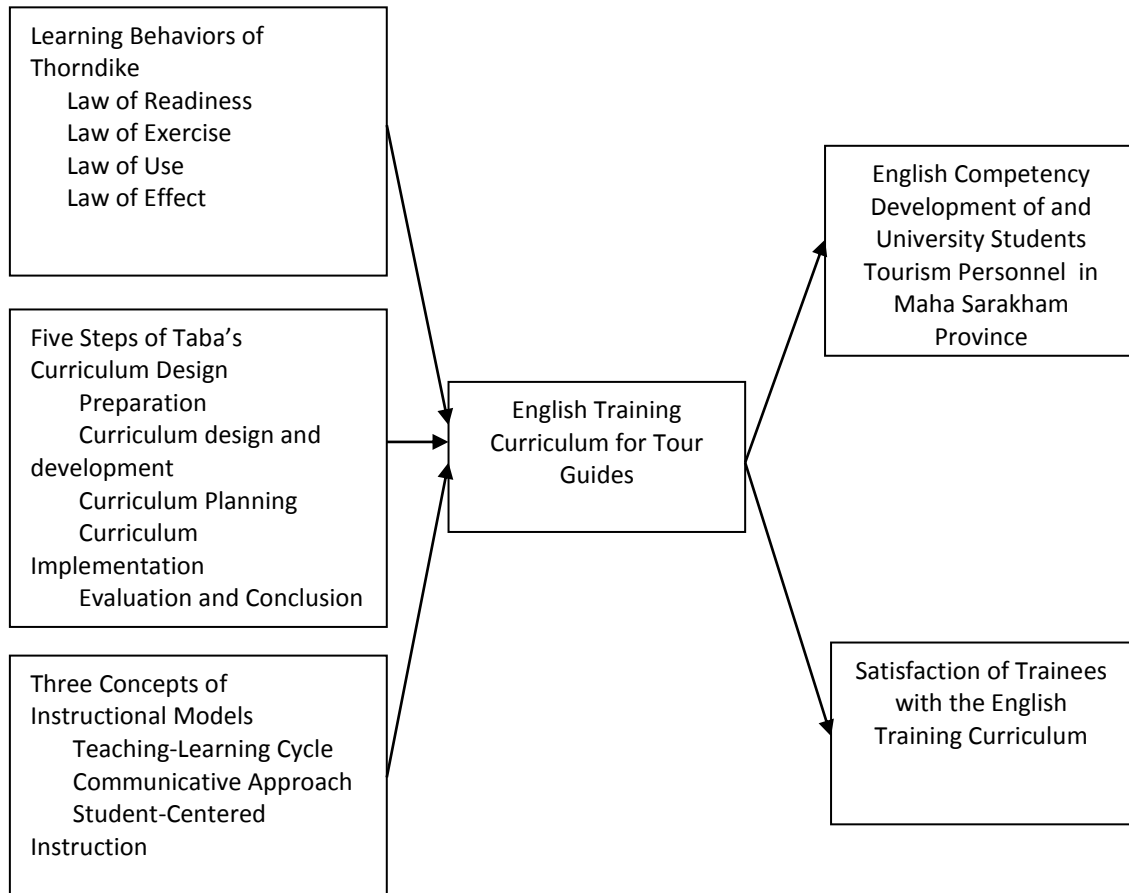 Learning Behaviors of
Thorndike
Law of Readiness
Law of Exercise
Law of Use
Law of Effect
Five Steps of Taba’s
Curriculum Design
Preparation
Curriculum design and
development
Curriculum Planning
Curriculum
Implementation
Evaluation and Conclusion
Three Concepts of
Instructional Models
Teaching-Learning Cycle
Communicative Approach
Student-Centered
Instruction
English Training
Curriculum for Tour
Guides
English Competency
Development of and
University Students
Tourism Personnel in
Maha Sarakham
Province
Satisfaction of Trainees
with the English
Training Curriculum